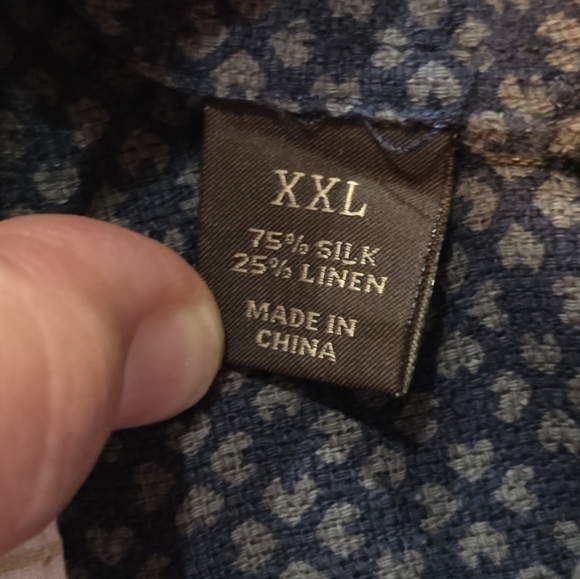 XXL
75% SILK
25% LINEN
MADE IN
CHINA